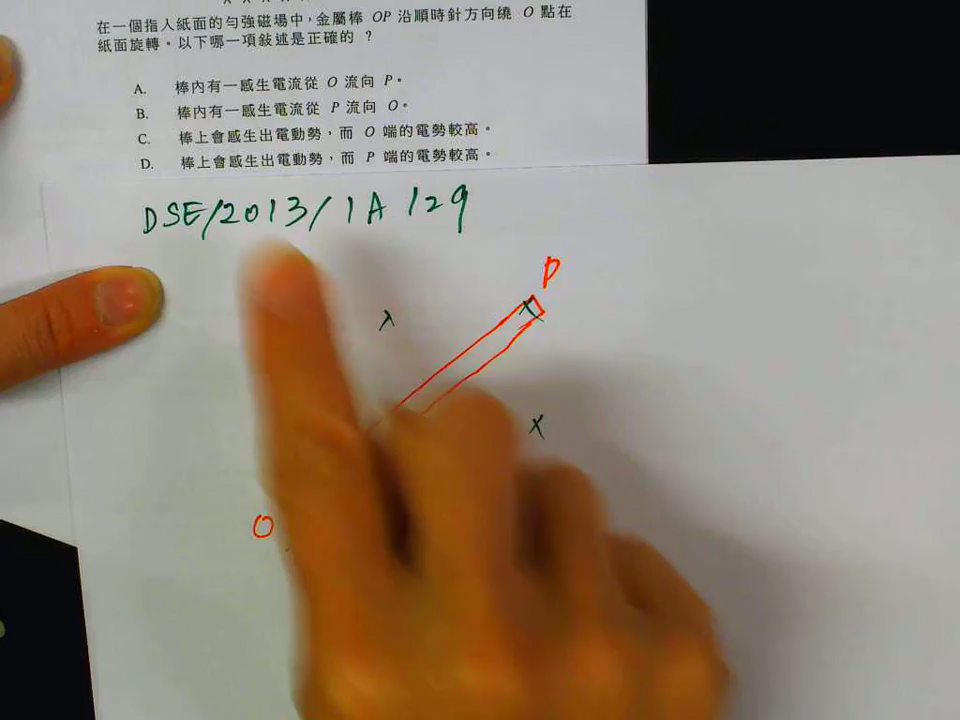 在一個指入紙面的勻強磁場中,金屬棒 OP 沿順時針方向繞 O 點在
紙面旋轉。以下哪一項敍述是正確的 ?
A. 棒內有一感生電流從 O 流向 P。
B. 棒內有一感生電流從 P 流向 O。
C. 棒上會感生出電動勢,而 O 端的電勢較高。
D. 棒上會感生出電動勢,而 P 端的電勢較高。
DSE/2013/1A/29
P
x
x
x
O